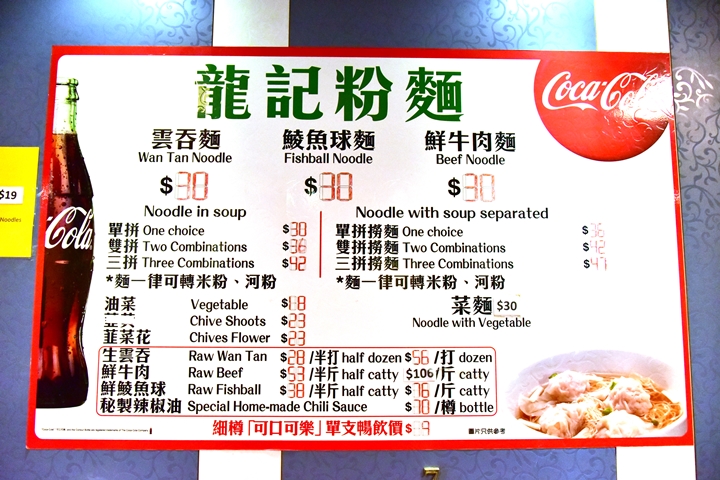 龍記粉麵
Coca-Cola
雲吞麵 鯪魚球麵 鮮牛肉麵
Wan Tan Noodle Fishball Noodle Beef Noodle
$30 $30 $30
$19
Noodles
Cola
Noodle in soup
單拼 One choice $30
雙拼 Two Combinations $36
三拼 Three Combinations $42
*麵一律可轉米粉、河粉
Noodle with soup separated
單拼撈麵 One choice $36
雙拼撈麵 Two Combinations $42
三拼撈麵 Three Combinations $47
*麵一律可轉米粉、河粉
油菜 Vegetable $18
Chive Shoots $23
韮菜花 Chives Flower $23
菜麵 $30
Noodle with Vegetable
生雲吞 Raw Wan Tan $28/半打 half dozen $56/打 dozen
鮮牛肉 Raw Beef $53/半斤 half catty $106/斤 catty
鮮鯪魚球 Raw Fishball $38/半斤 half catty $76/斤 catty
秘製辣椒油 Special Home-made Chili Sauce $70/樽 bottle
細樽「可口可樂」單支暢飲價 $9
圖片只供參考